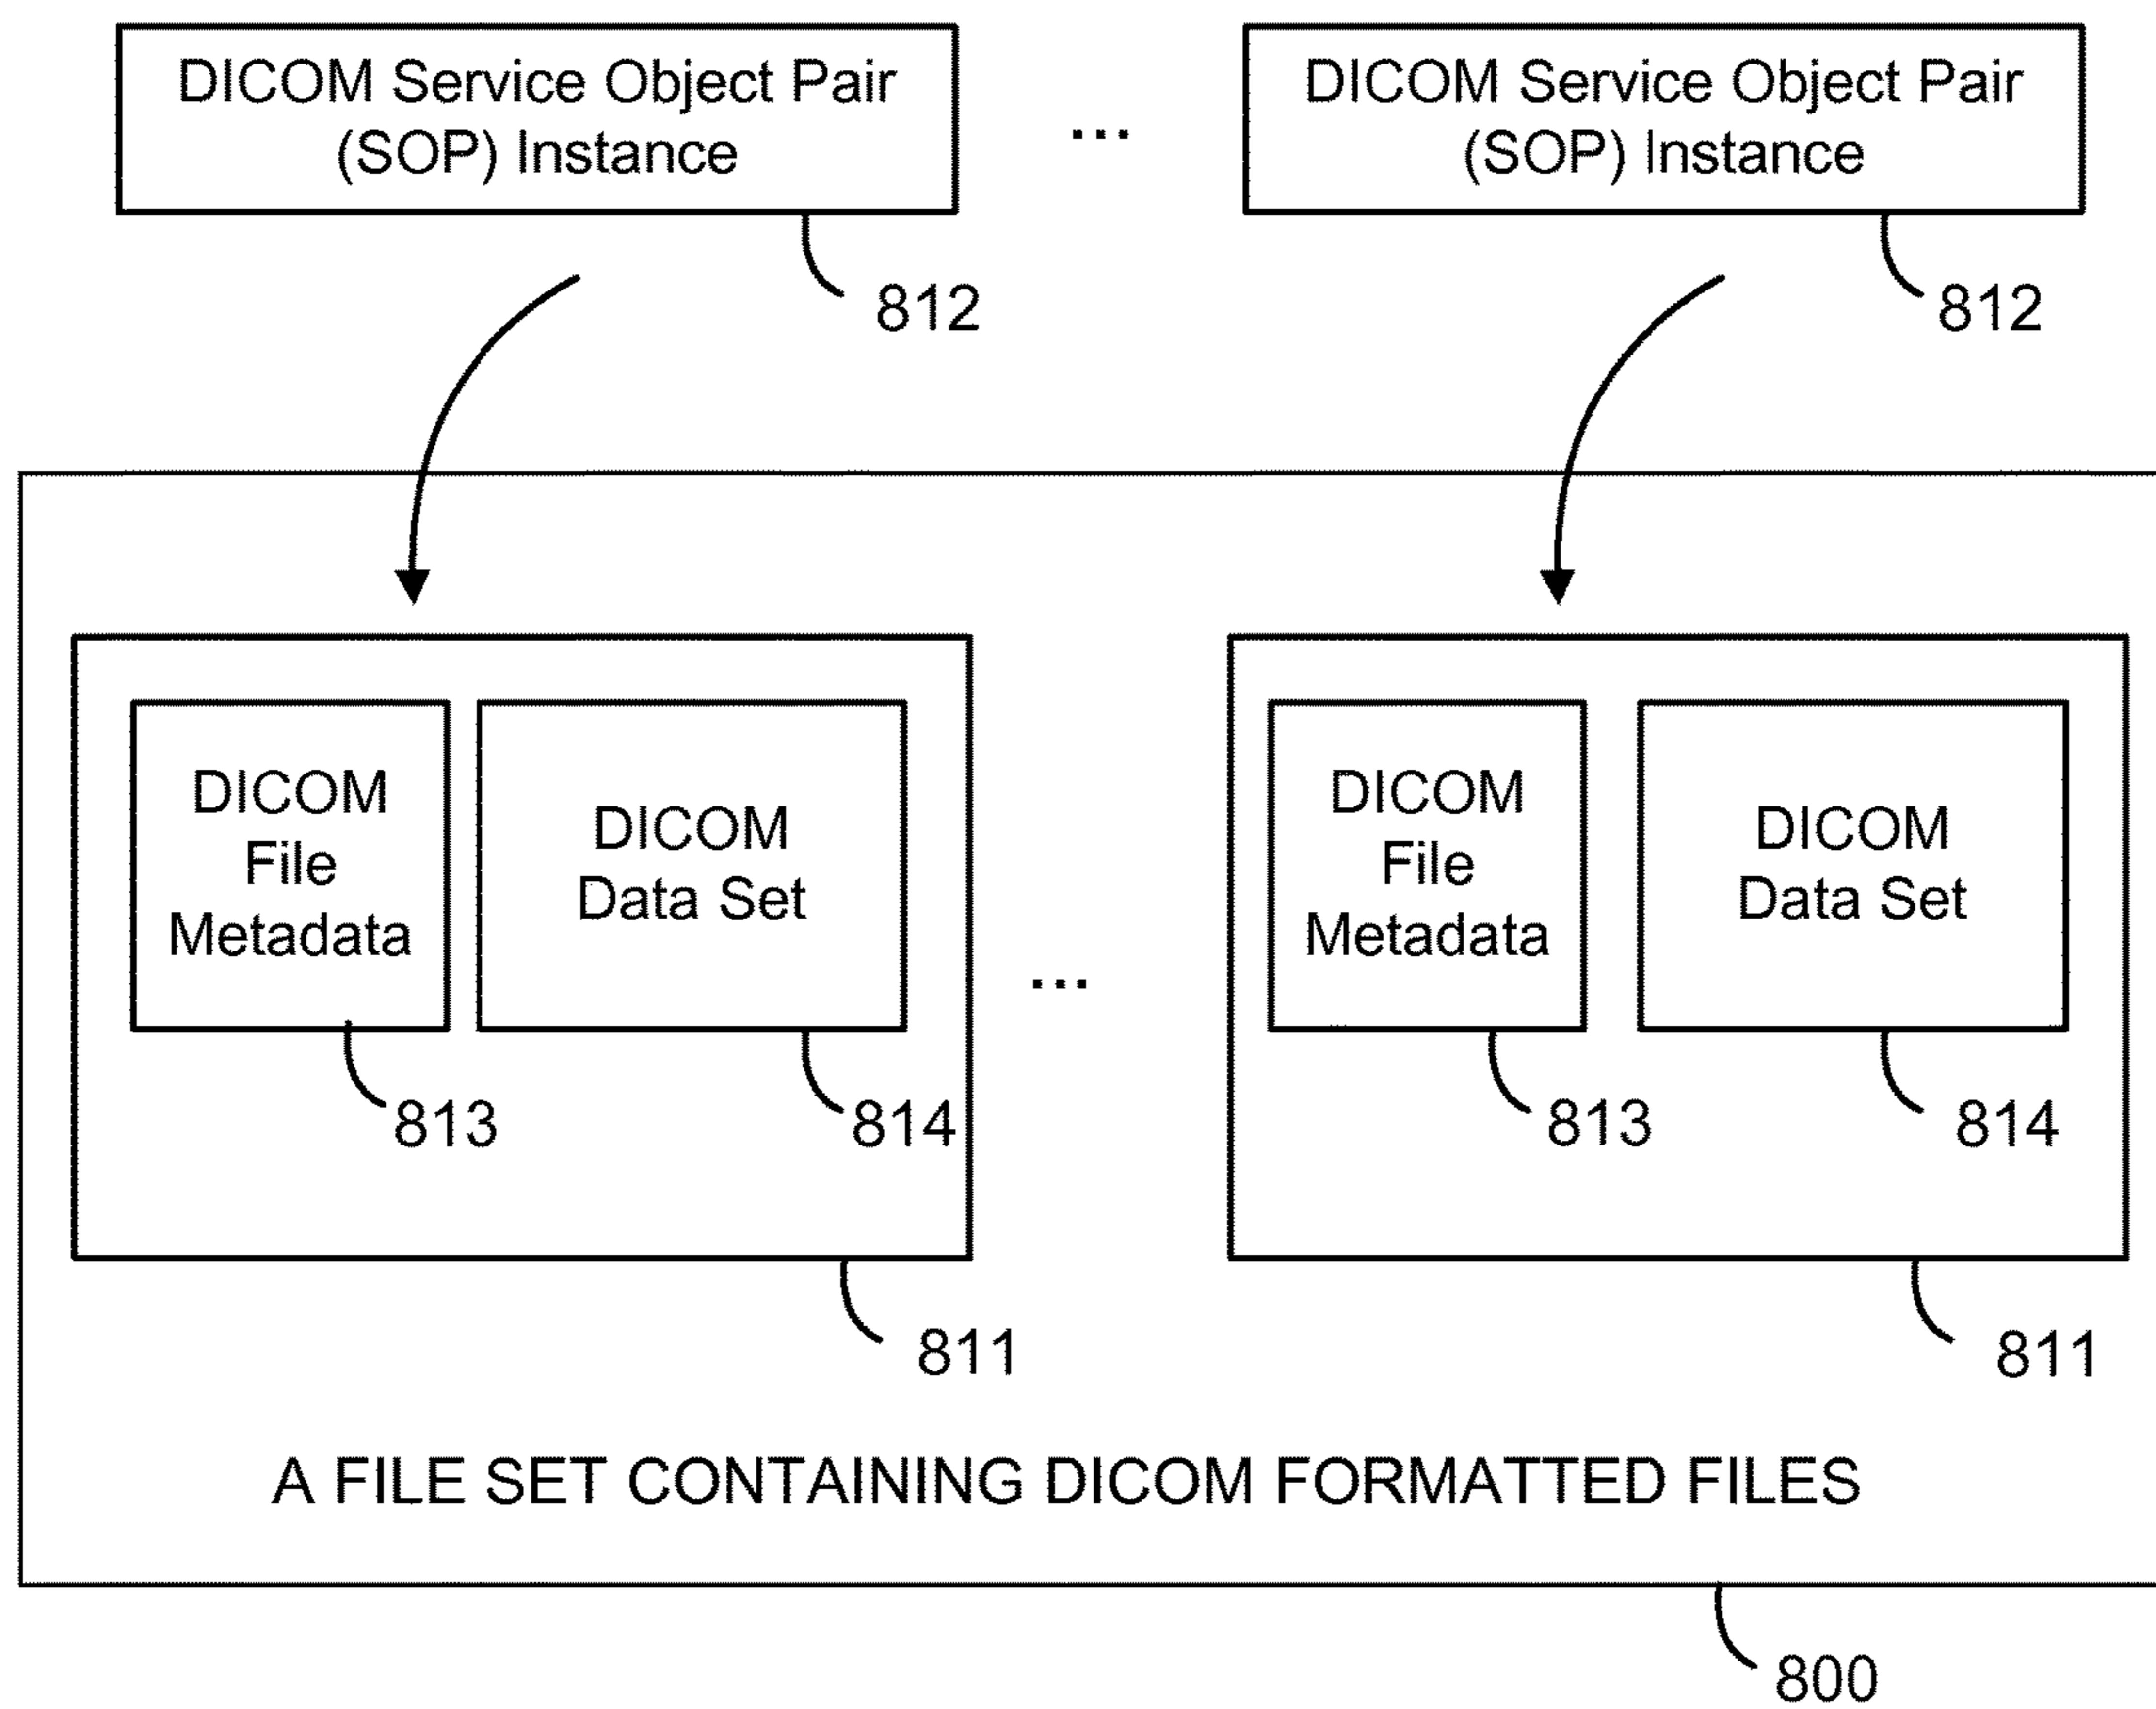 DICOM Service Object Pair
(SOP) Instance
...
DICOM Service Object Pair
(SOP) Instance
812
812
DICOM
File
Metadata
813
DICOM
Data Set
814
811
...
DICOM
File
Metadata
813
DICOM
Data Set
814
811
A FILE SET CONTAINING DICOM FORMATTED FILES
800